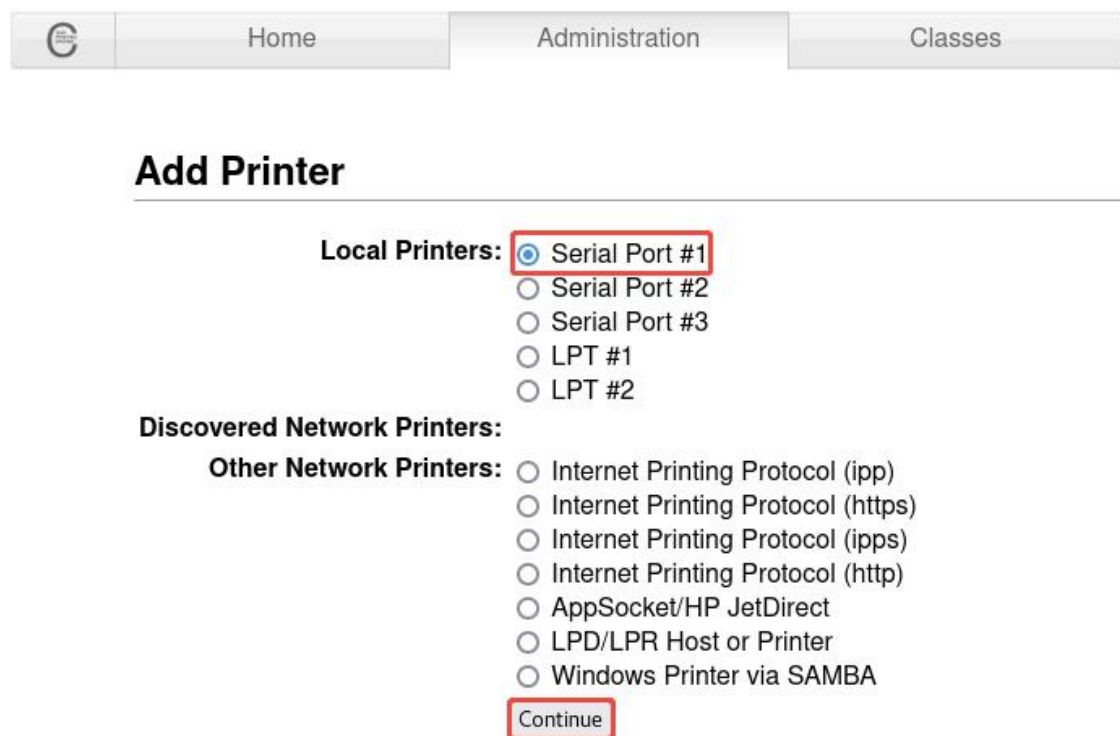 Home Administration Classes
Add Printer
Local Printers: Serial Port #1
Serial Port #2
Serial Port #3
LPT #1
LPT #2
Discovered Network Printers:
Other Network Printers: Internet Printing Protocol (ipp)
Internet Printing Protocol (https)
Internet Printing Protocol (ipps)
Internet Printing Protocol (http)
AppSocket/HP JetDirect
LPD/LPR Host or Printer
Windows Printer via SAMBA
Continue